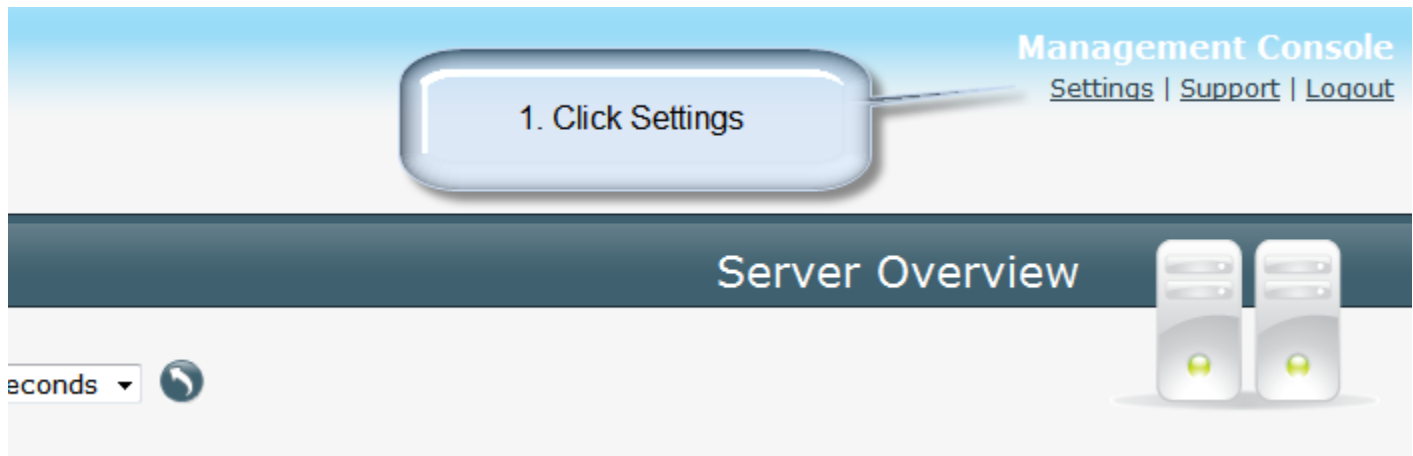 Management Console
Settings | Support | Logout
1. Click Settings
Server Overview
econds